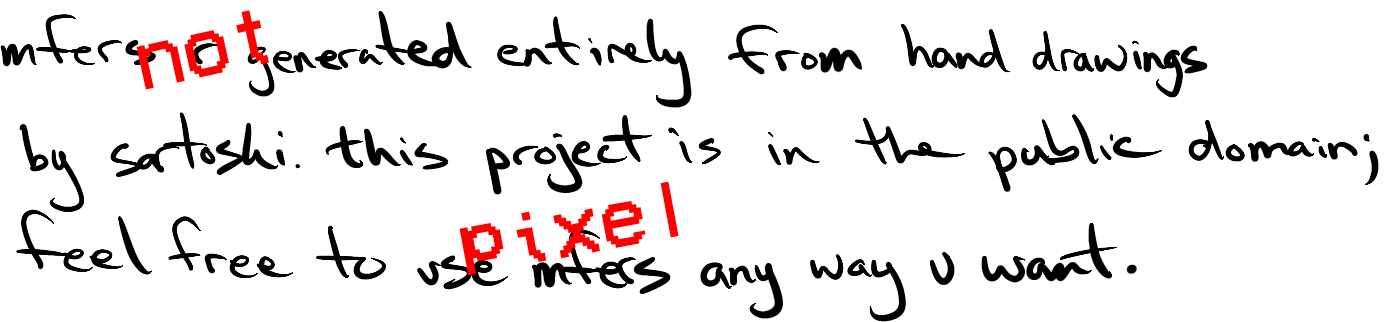 mfers r not generated entirely from hand drawings
by sartoshi. this project is in the public domain;
feel free to use pixel mfers any way u want.